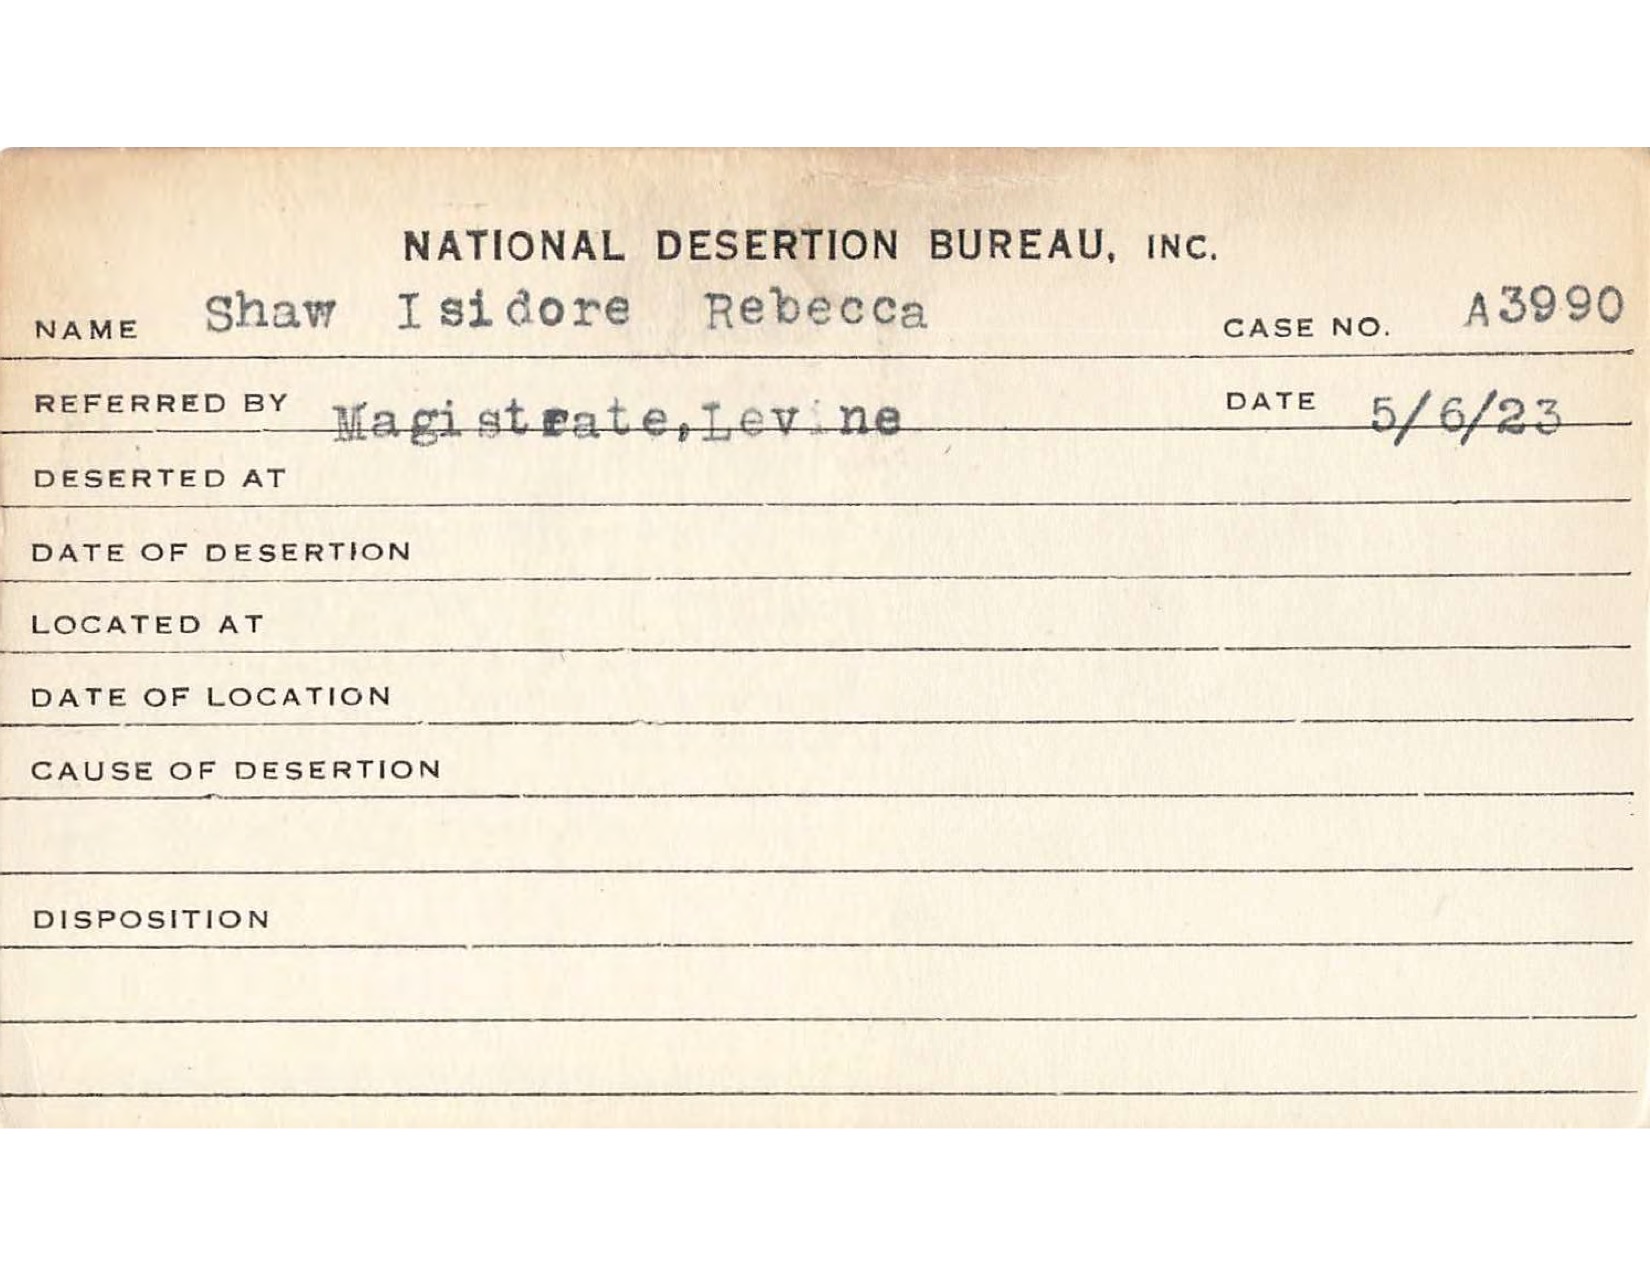 NATIONAL DESERTION BUREAU, INC.
NAME Shaw Isidore Rebecca CASE NO. A3990
REFERRED BY Magistrate, Levine DATE 5/6/23
DESERTED AT
DATE OF DESERTION
LOCATED AT
DATE OF LOCATION
CAUSE OF DESERTION
DISPOSITION